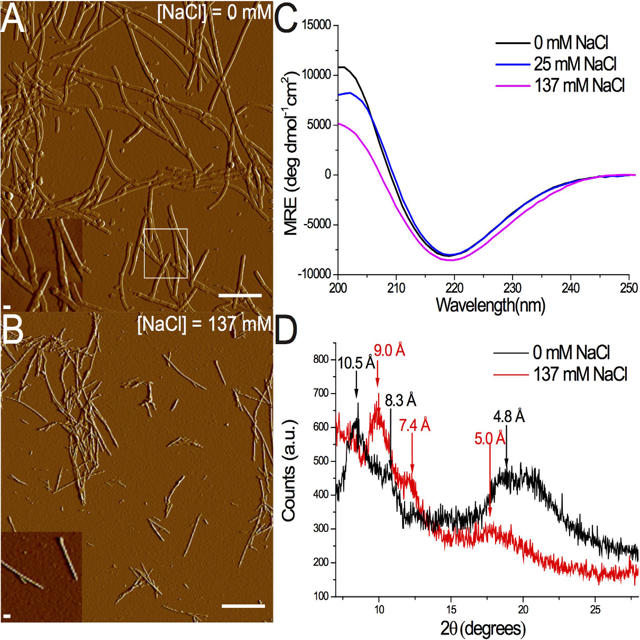 A
[NaCl] = 0 mM
B
[NaCl] = 137 mM
C
0 mM NaCl
25 mM NaCl
137 mM NaCl
10000
5000
0
-5000
-10000
MRE (deg dmol-1cm2)
200
210
220
230
240
250
Wavelength(nm)
D
0 mM NaCl
137 mM NaCl
10.5 Å
9.0 Å
8.3 Å
7.4 Å
5.0 Å
4.8 Å
800
700
600
500
400
300
200
100
Counts (a.u.)
10
15
20
25
2θ(degrees)